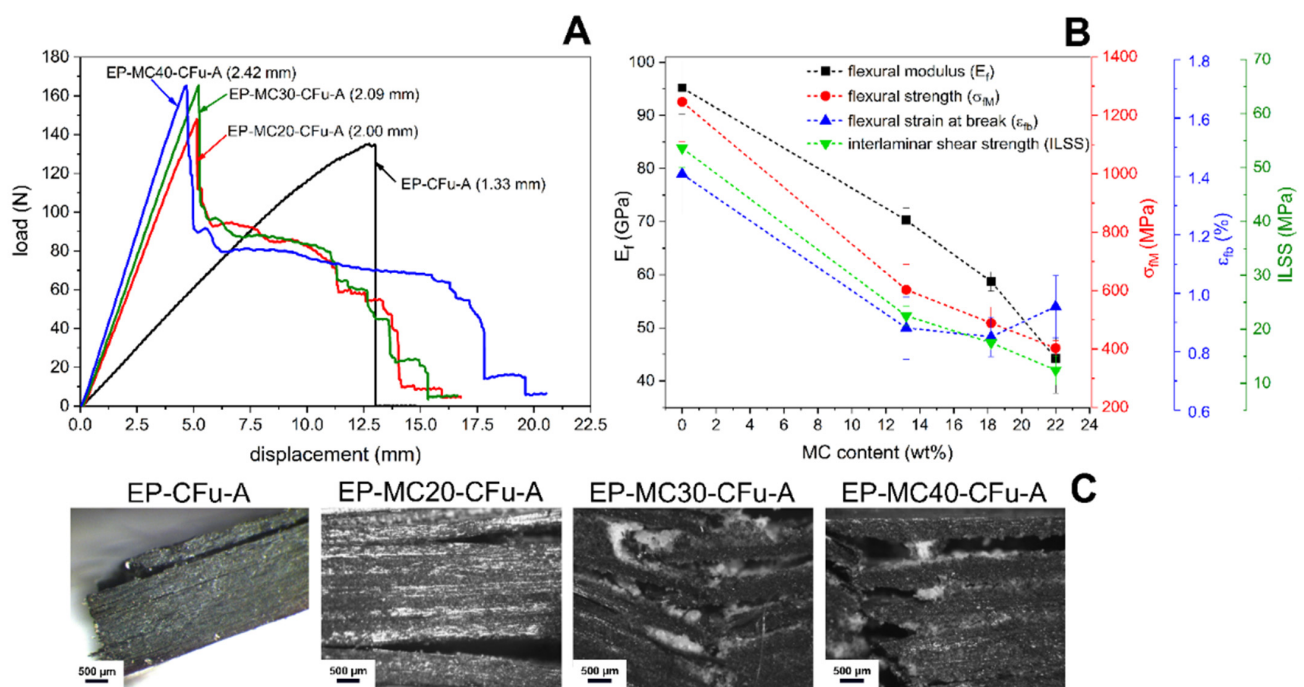 A
180
160
140
120
100
80
60
40
20
0
load (N)
0.0 2.5 5.0 7.5 10.0 12.5 15.0 17.5 20.0 22.5
displacement (mm)
EP-MC40-CFu-A (2.42 mm)
EP-MC30-CFu-A (2.09 mm)
EP-MC20-CFu-A (2.00 mm)
EP-CFu-A (1.33 mm)
B
100
95
90
80
70
60
50
40
E_f (GPa)
flexural modulus (E_f)
flexural strength (σ_fM)
flexural strain at break (ε_fb)
interlaminar shear strength (ILSS)
0 2 4 6 8 10 12 14 16 18 20 22 24
MC content (wt%)
1400
1200
1000
800
600
400
200
σ_fM (MPa)
1.8
1.6
1.4
1.2
1.0
0.8
0.6
ε_fb (%)
70
60
50
40
30
20
10
ILSS (MPa)
C
EP-CFu-A EP-MC20-CFu-A EP-MC30-CFu-A EP-MC40-CFu-A
500 µm 500 µm 500 µm 500 µm